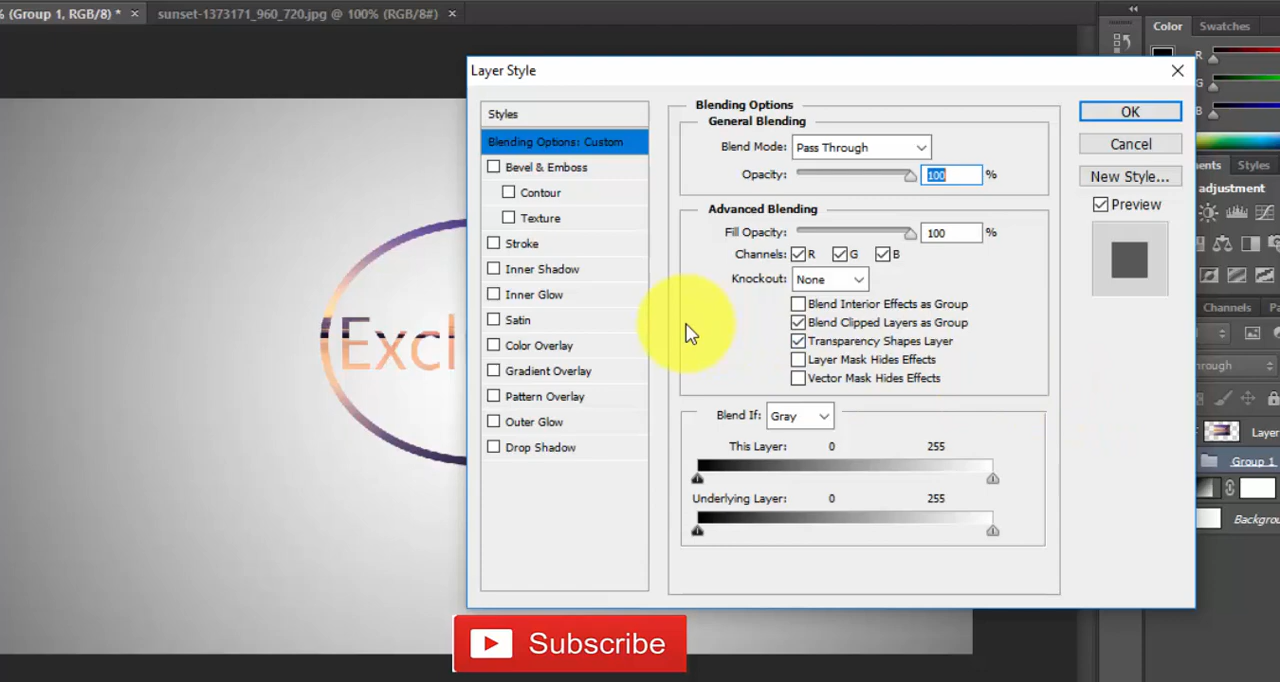 % (Group 1, RGB/8) * × sunset-1373171_960_720.jpg @ 100% (RGB/8#) ×
Color Swatches
R
G
B
Styles
adjustment
Channels
Layer
Group 1
Layer Style
Styles
Blending Options: Custom
Bevel & Emboss
Contour
Texture
Stroke
Inner Shadow
Inner Glow
Satin
Color Overlay
Gradient Overlay
Pattern Overlay
Outer Glow
Drop Shadow
Blending Options
General Blending
Blend Mode: Pass Through
Opacity: 100 %
Advanced Blending
Fill Opacity: 100 %
Channels: R G B
Knockout: None
Blend Interior Effects as Group
Blend Clipped Layers as Group
Transparency Shapes Layer
Layer Mask Hides Effects
Vector Mask Hides Effects
Blend If: Gray
This Layer: 0 255
Underlying Layer: 0 255
OK
Cancel
New Style...
Preview
Excl
Subscribe